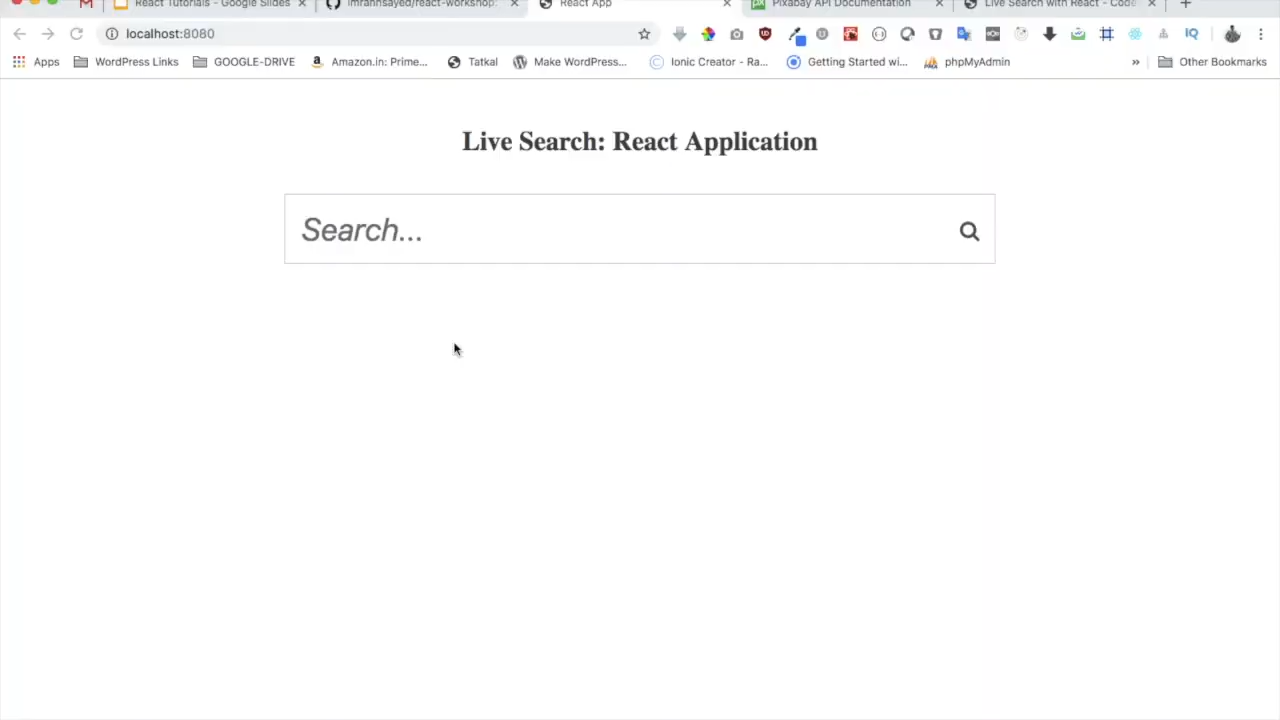 React Tutorials - Google Slides
imrannsayed/react-workshop:
React App
Pixabay API Documentation
Live Search with React - Code
localhost:8080
Apps
WordPress Links
GOOGLE-DRIVE
Amazon.in: Prime...
Tatkal
Make WordPress...
Ionic Creator - Ra...
Getting Started wi...
phpMyAdmin
»
Other Bookmarks
Live Search: React Application
Search...